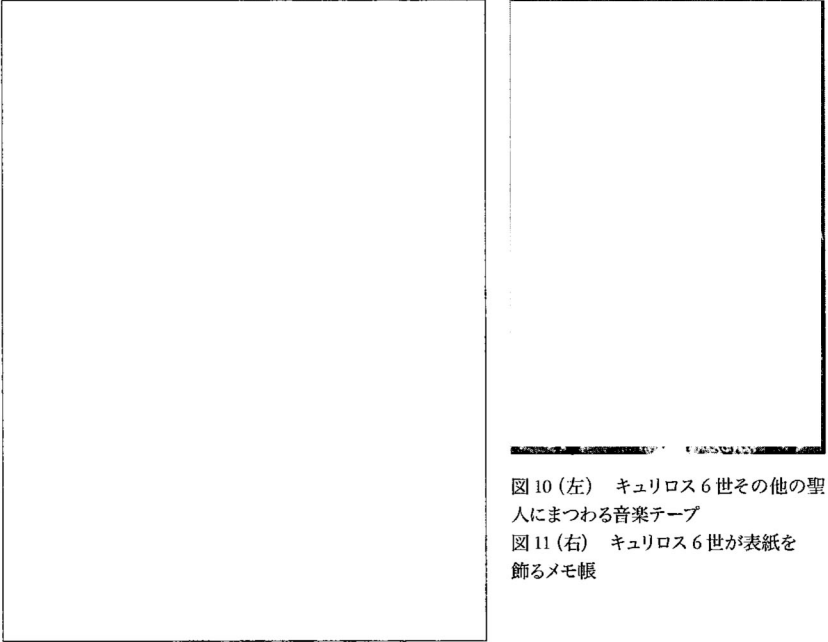 図 10 (左)　キュリロス 6 世その他の聖
人にまつわる音楽テープ
図 11 (右)　キュリロス 6 世が表紙を
飾るメモ帳